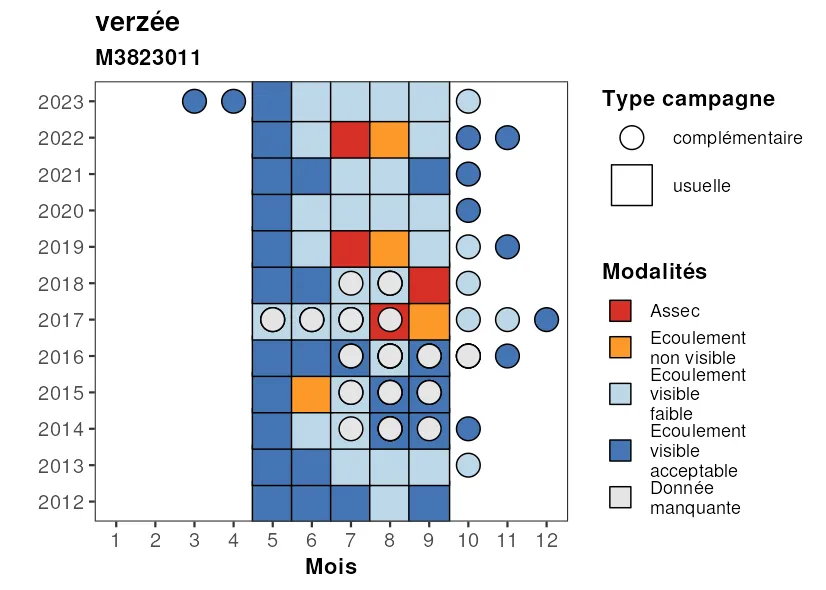 verzée
M3823011
2023
2022
2021
2020
2019
2018
2017
2016
2015
2014
2013
2012
1 2 3 4 5 6 7 8 9 10 11 12
Mois
Type campagne
complémentaire
usuelle
Modalités
Assec
Ecoulement
non visible
Ecoulement
visible
faible
Ecoulement
visible
acceptable
Donnée
manquante